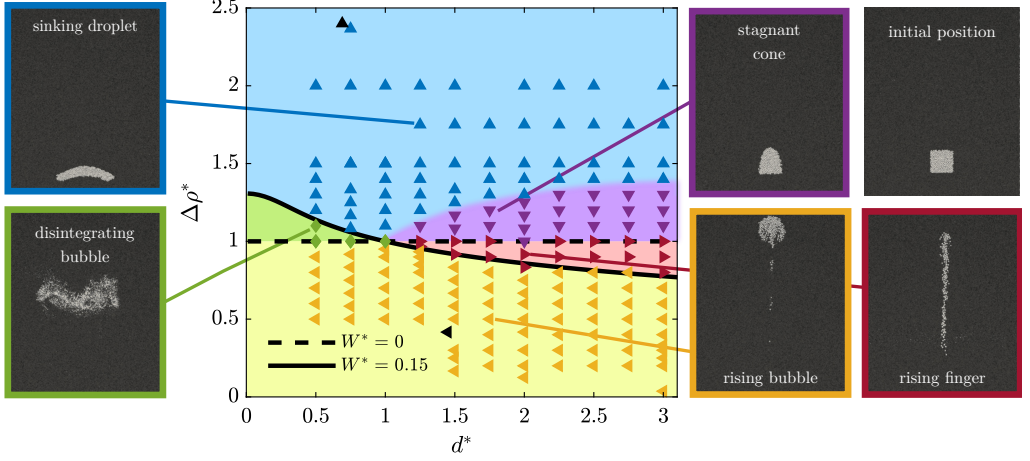 sinking droplet
disintegrating
bubble
2.5
2
1.5
1
0.5
0
Δρ*
W* = 0
W* = 0.15
0
0.5
1
1.5
2
2.5
3
d*
stagnant
cone
initial position
rising bubble
rising finger